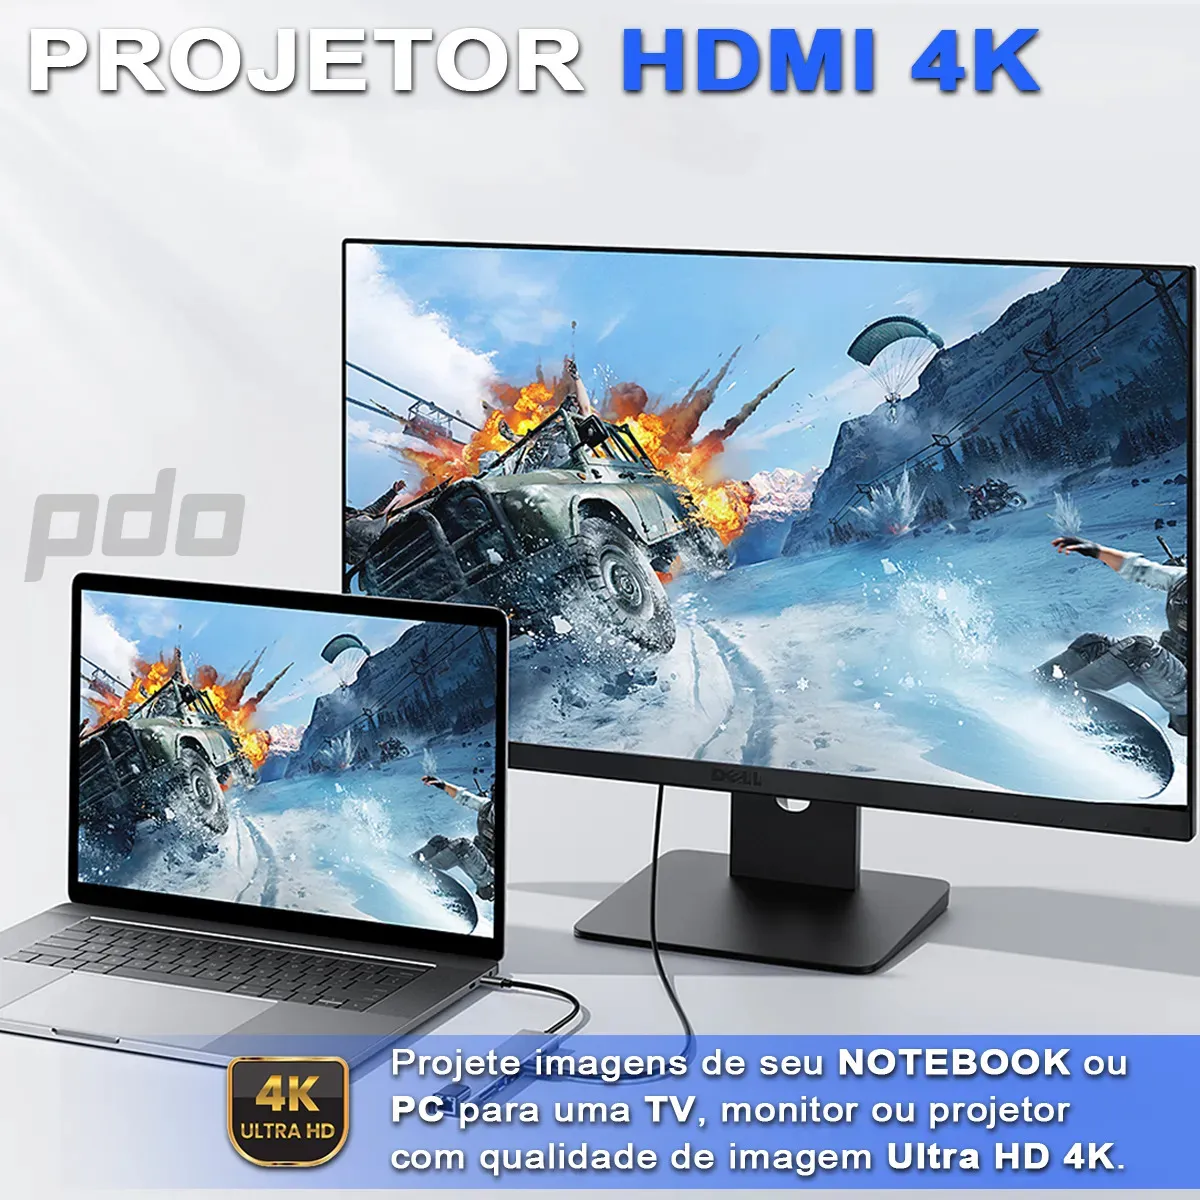 PROJETOR HDMI 4K
pdo
DELL
Projete imagens de seu NOTEBOOK ou
PC para uma TV, monitor ou projetor
com qualidade de imagem Ultra HD 4K.
4K
ULTRA HD